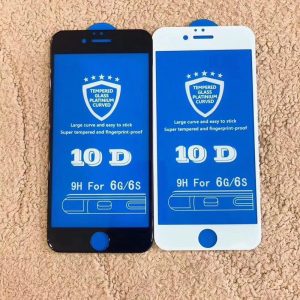 TEMPERED
GLASS
PLATINUM
CURVED
Large curve and easy to stick
Super tempered and fingerprint-proof
10 D
9H For 6G/6S
TEMPERED
GLASS
PLATINUM
CURVED
Large curve and easy to stick
Super tempered and fingerprint-proof
10 D
9H For 6G/6S